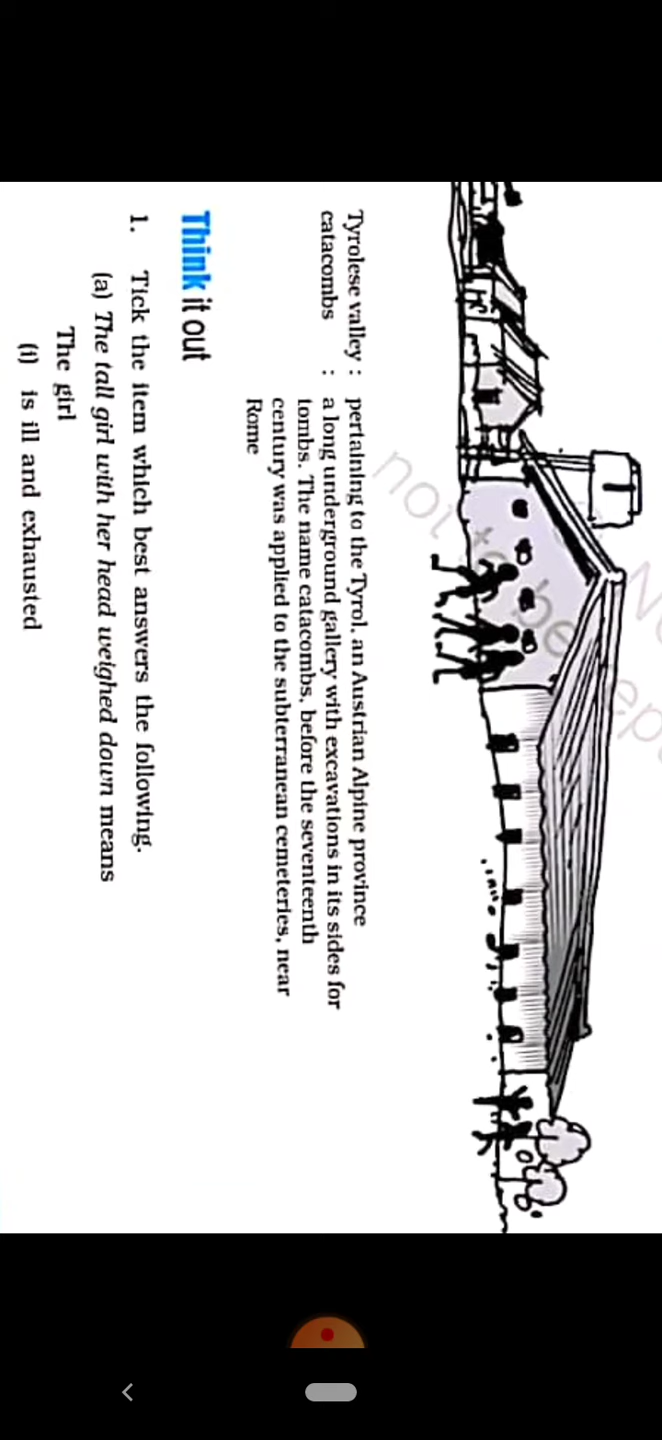 Tyrolese valley : pertaining to the Tyrol, an Austrian Alpine province
catacombs : a long underground gallery with excavations in its sides for
tombs. The name catacombs, before the seventeenth
century was applied to the subterranean cemeteries, near
Rome
Think it out
1. Tick the item which best answers the following.
(a) The tall girl with her head weighed down means
The girl
(i) is ill and exhausted
not to be